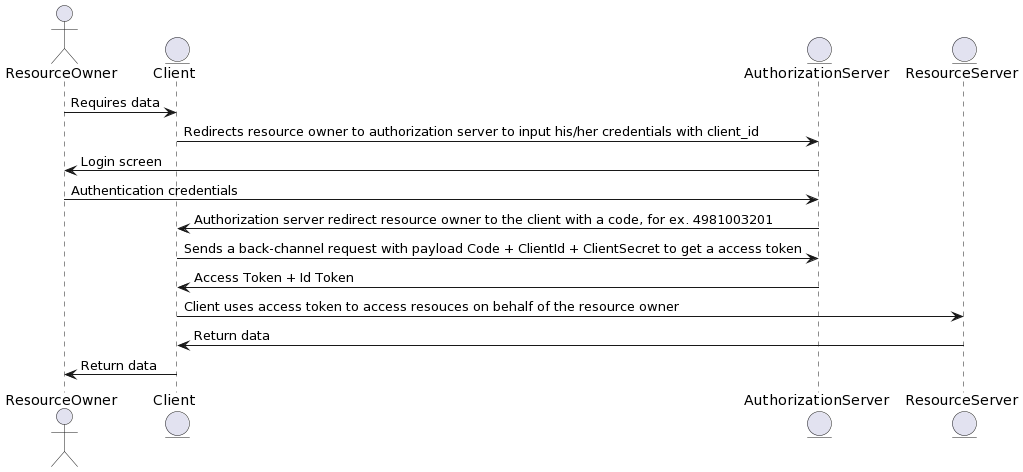 ResourceOwner
Client
AuthorizationServer
ResourceServer
Requires data
Redirects resource owner to authorization server to input his/her credentials with client_id
Login screen
Authentication credentials
Authorization server redirect resource owner to the client with a code, for ex. 4981003201
Sends a back-channel request with payload Code + ClientId + ClientSecret to get a access token
Access Token + Id Token
Client uses access token to access resouces on behalf of the resource owner
Return data
Return data
ResourceOwner
Client
AuthorizationServer
ResourceServer